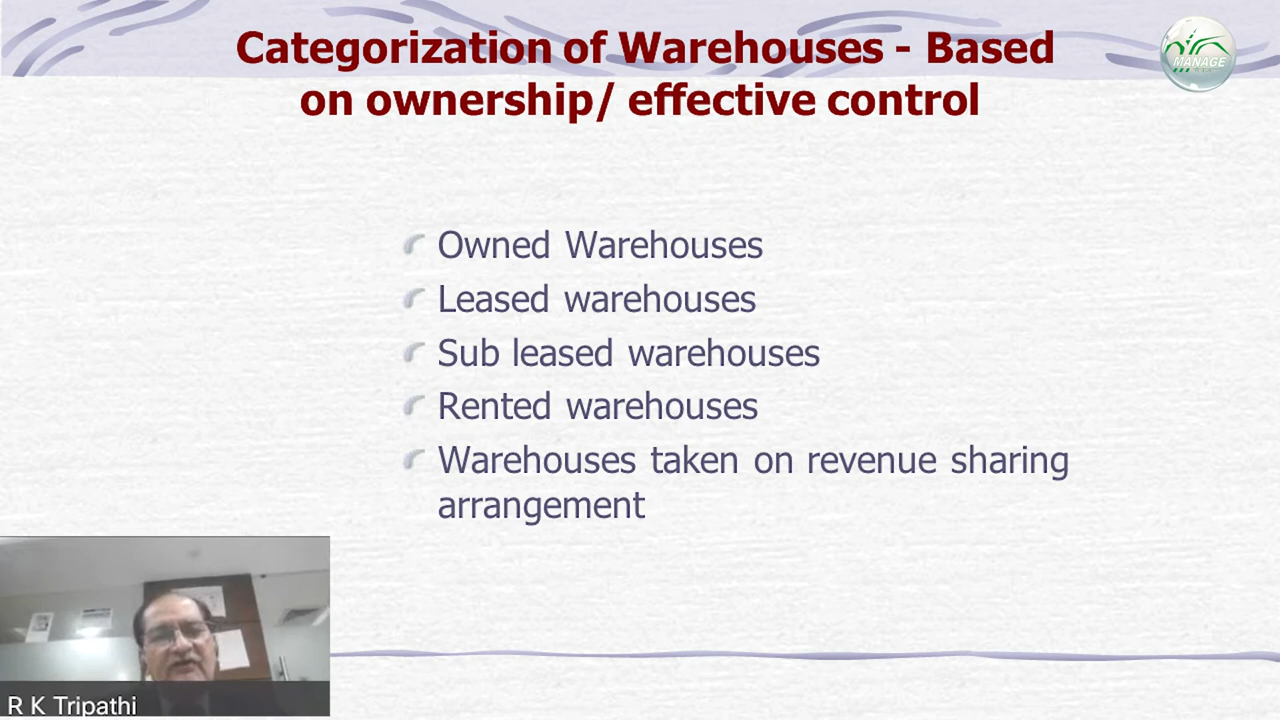 Categorization of Warehouses - Based
on ownership/ effective control
MANAGE
Owned Warehouses
Leased warehouses
Sub leased warehouses
Rented warehouses
Warehouses taken on revenue sharing
arrangement
R K Tripathi